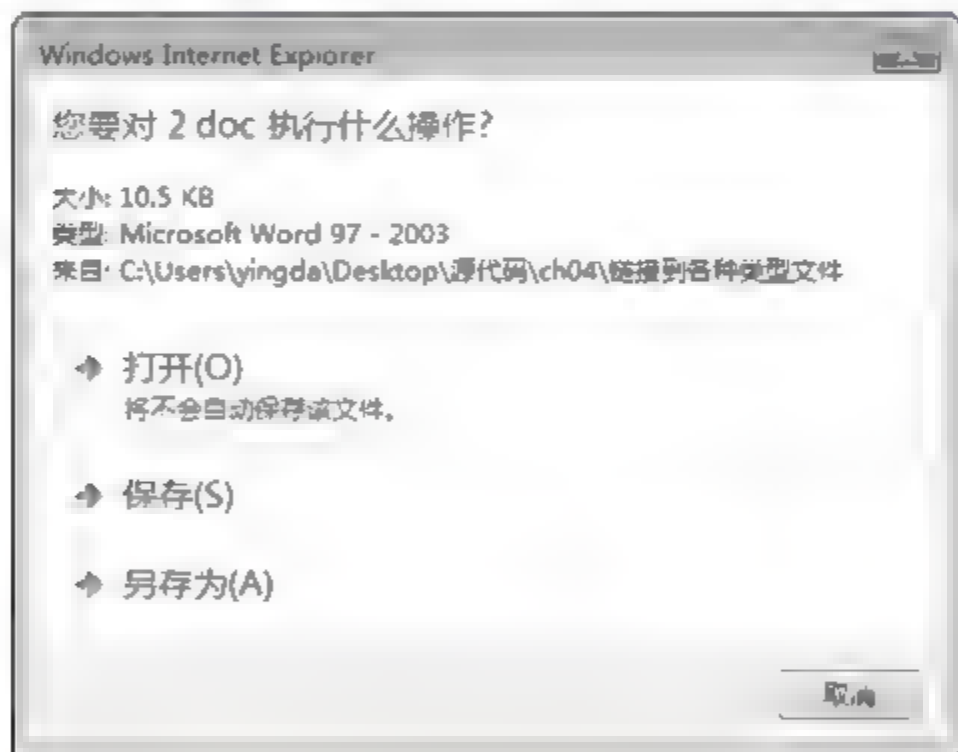 Windows Internet Explorer
您要对 2 doc 执行什么操作?
大小: 10.5 KB
类型: Microsoft Word 97 - 2003
来自: C:\Users\yingda\Desktop\源代码\ch04\链接到各种类型文件
打开(O)
将不会自动保存该文件。
保存(S)
另存为(A)
取消